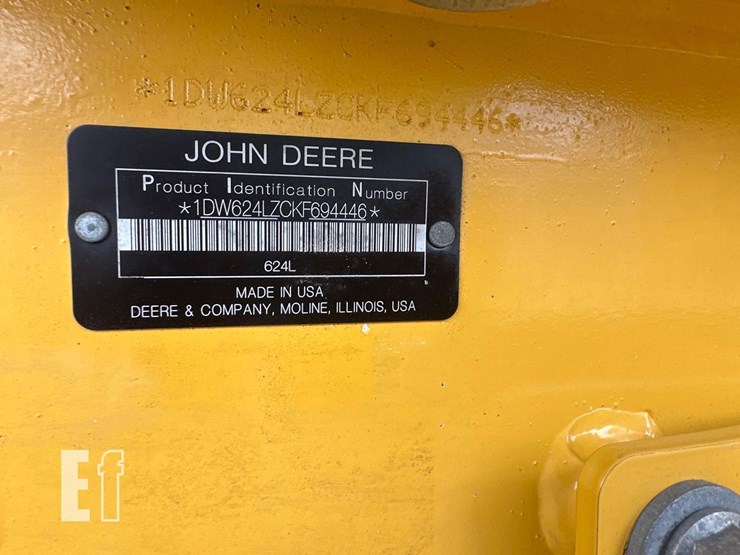 *1DW624LZCKF694446*
JOHN DEERE
Product Identification Number
*1DW624LZCKF694446*
624L
MADE IN USA
DEERE & COMPANY, MOLINE, ILLINOIS, USA
Ef